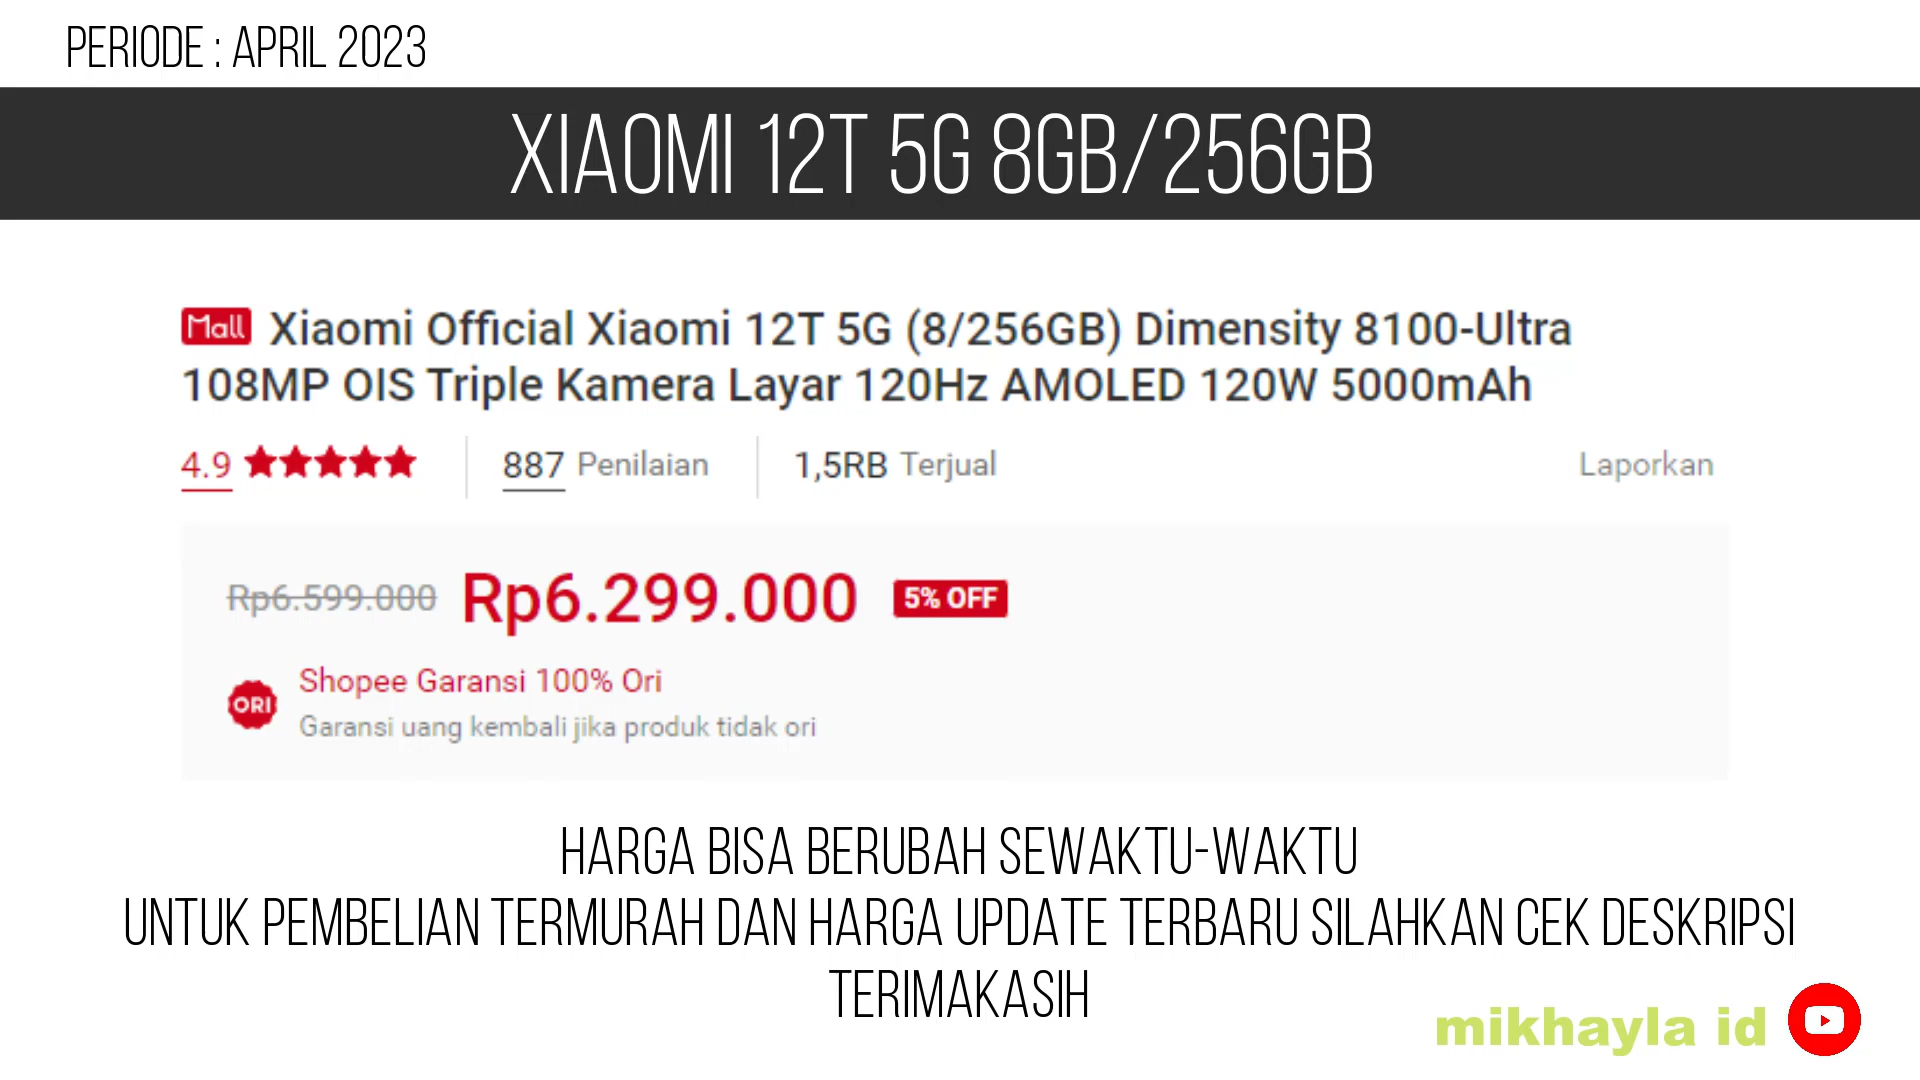 PERIODE : APRIL 2023
XIAOMI 12T 5G 8GB/256GB
Mall Xiaomi Official Xiaomi 12T 5G (8/256GB) Dimensity 8100-Ultra
108MP OIS Triple Kamera Layar 120Hz AMOLED 120W 5000mAh
4.9 887 Penilaian 1,5RB Terjual Laporkan
Rp6.599.000 Rp6.299.000 5% OFF
Shopee Garansi 100% Ori
ORI
Garansi uang kembali jika produk tidak ori
HARGA BISA BERUBAH SEWAKTU-WAKTU
UNTUK PEMBELIAN TERMURAH DAN HARGA UPDATE TERBARU SILAHKAN CEK DESKRIPSI
TERIMAKASIH
mikhayla id